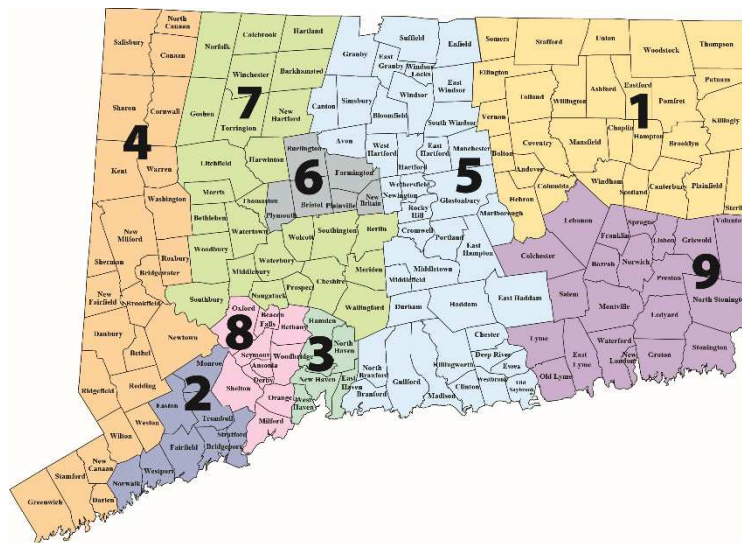 North
Canaan
Salisbury
Canaan
Norfolk
Colebrook
Hartland
Suffield
Enfield
Somers
Stafford
Union
Woodstock
Thompson
Granby
East
Granby
Windsor
Locks
Winchester
Barkhamsted
East
Windsor
Ellington
Putnam
Sharon
Cornwall
7
Goshen
Torrington
New
Hartford
Canton
Simsbury
Windsor
Bloomfield
South Windsor
Tolland
Willington
Ashford
Eastford
1
Pomfret
Killingly
4
Vernon
Chaplin
Hampton
Brooklyn
Kent
Warren
Litchfield
Harwinton
Burlington
6
Avon
Farmington
West
Hartford
Hartford
East
Hartford
Manchester
Bolton
Coventry
Mansfield
Andover
Windham
Scotland
Canterbury
Plainfield
Sterli
Washington
Morris
Bethlehem
Thomaston
Plymouth
Bristol
Plainville
New
Britain
Wethersfield
Newington
5
Glastonbury
Hebron
Columbia
Rocky
Hill
Cromwell
Marlborough
Lebanon
Franklin
Sprague
Lisbon
Griswold
Voluntow
New
Milford
Roxbury
Woodbury
Watertown
Wolcott
Southington
Berlin
Portland
East
Hampton
Colchester
Bozrah
Norwich
Preston
9
North Stonington
Sherman
Bridgewater
Middlebury
Waterbury
Cheshire
Meriden
Middletown
Middlefield
New
Fairfield
Brookfield
Southbury
Naugatuck
Prospect
Wallingford
Durham
Haddam
East Haddam
Salem
Montville
Ledyard
Danbury
Bethel
Newtown
Oxford
8
Beacon
Falls
Bethany
Hamden
3
North
Haven
Chester
Deep River
Essex
Lyme
East
Lyme
Waterford
New
London
Groton
Stonington
Ridgefield
Redding
Monroe
2
Seymour
Ansonia
Derby
Woodbridge
New Haven
East
Haven
North
Branford
Branford
Guilford
Killingworth
Madison
Clinton
Westbrook
Old
Saybrook
Old Lyme
Easton
Shelton
Orange
West
Haven
Wilton
Weston
Trumbull
Stratford
Milford
Fairfield
Bridgeport
New
Canaan
Norwalk
Westport
Stamford
Darien
Greenwich